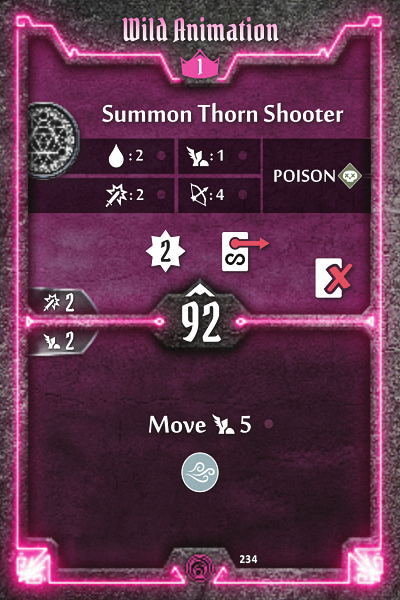 Wild Animation
1
Summon Thorn Shooter
: 2 : 1
POISON
: 2 : 4
2 S
2
92
2
Move 5
234